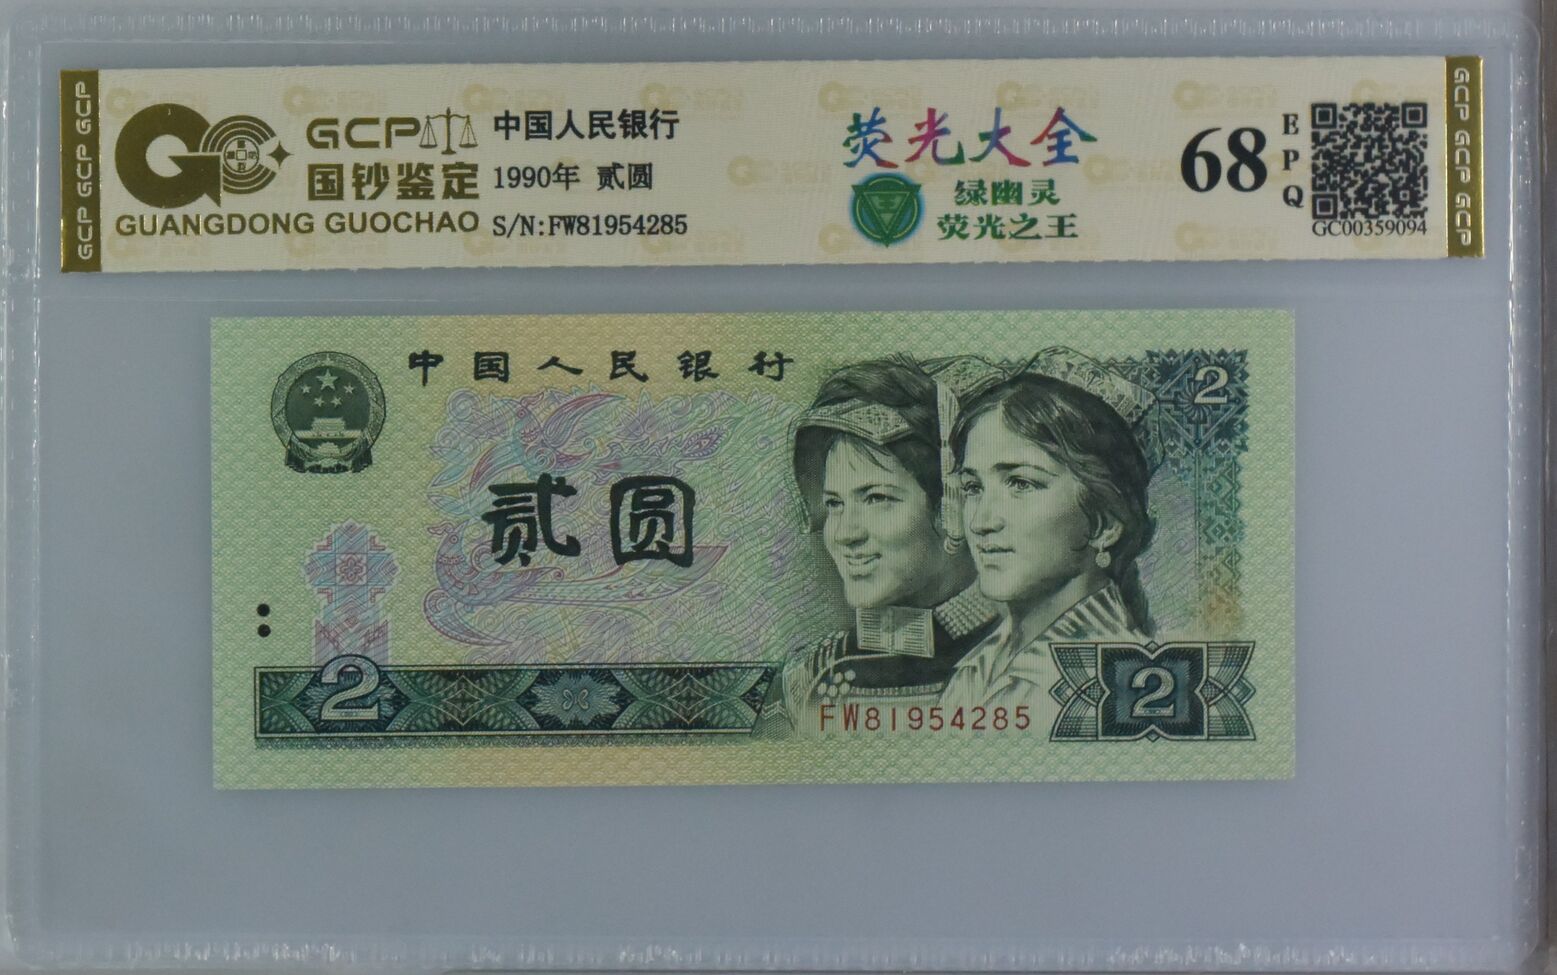 GCP GCP GCP
GCP
国钞鉴定
GUANGDONG GUOCHAO
中国人民银行
1990年 贰圆
S/N:FW81954285
荧光大全
王
绿幽灵
荧光之王
68
EPQ
GC00359094
GCP GCP GCP
中国人民银行
2
贰圆
2
FW81954285
2